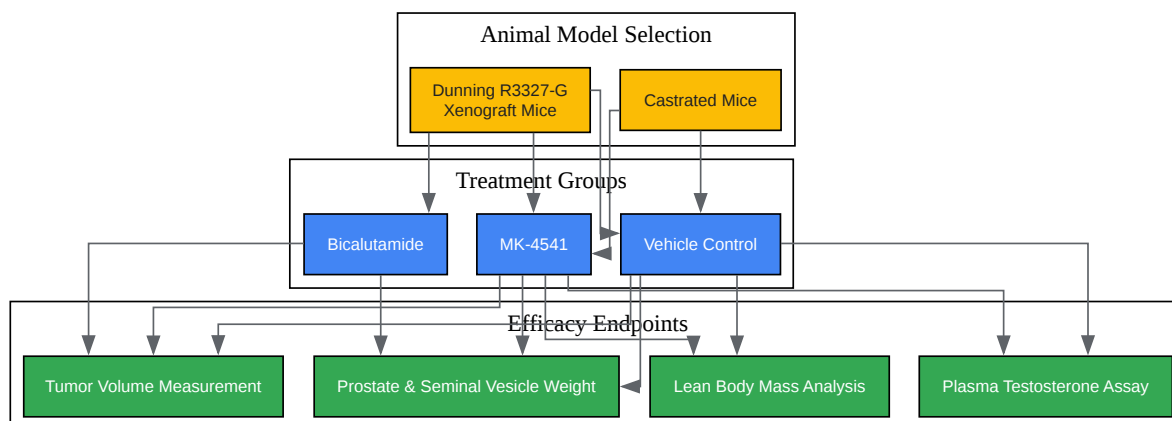 Animal Model Selection
Dunning R3327-G
Xenograft Mice
Castrated Mice
Treatment Groups
Bicalutamide
MK-4541
Vehicle Control
Efficacy Endpoints
Tumor Volume Measurement
Prostate & Seminal Vesicle Weight
Lean Body Mass Analysis
Plasma Testosterone Assay